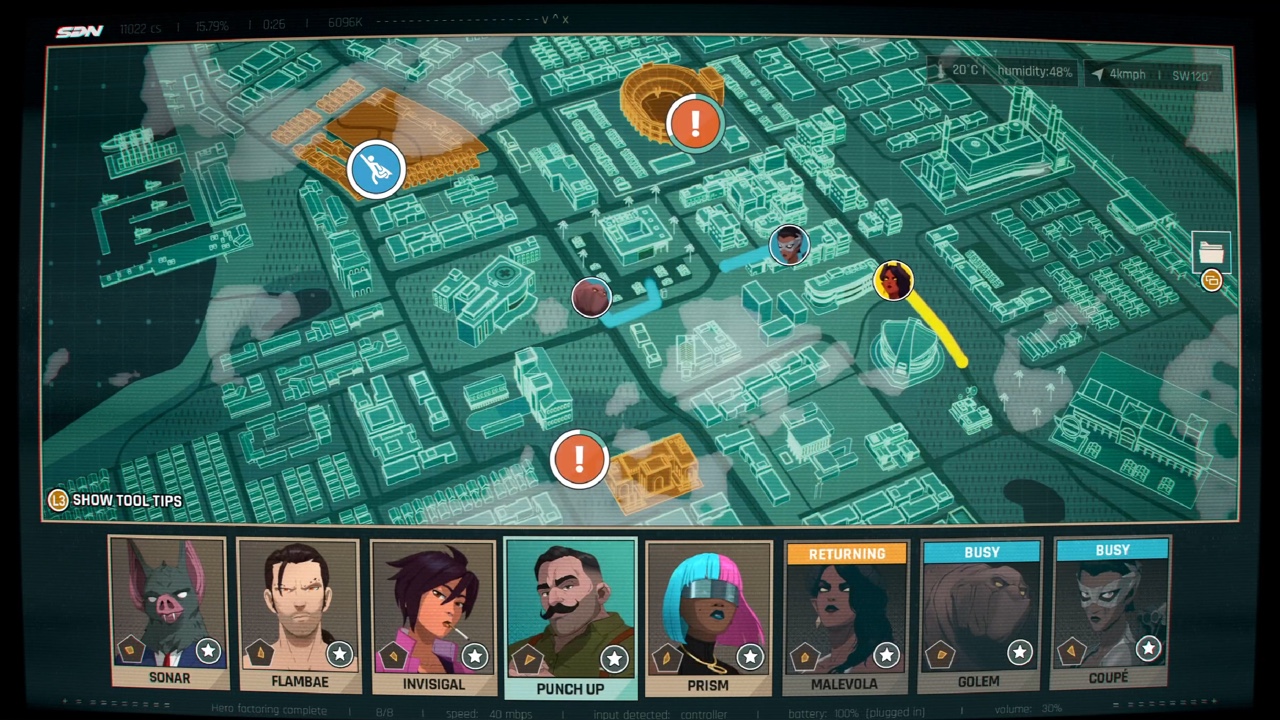 SDN 11022 cs | 15.79% | 0:26 | 6096K
20°C | humidity:48%
4kmph | SW120°
!
!
L3 SHOW TOOL TIPS
RETURNING
BUSY
BUSY
SONAR
FLAMBAE
INVISIGAL
PUNCH UP
PRISM
MALEVOLA
GOLEM
COUPÉ
Hero factoring complete | 8/8 | speed: 40 mbps | input detected: controller | battery: 100% (plugged in) | volume: 30%